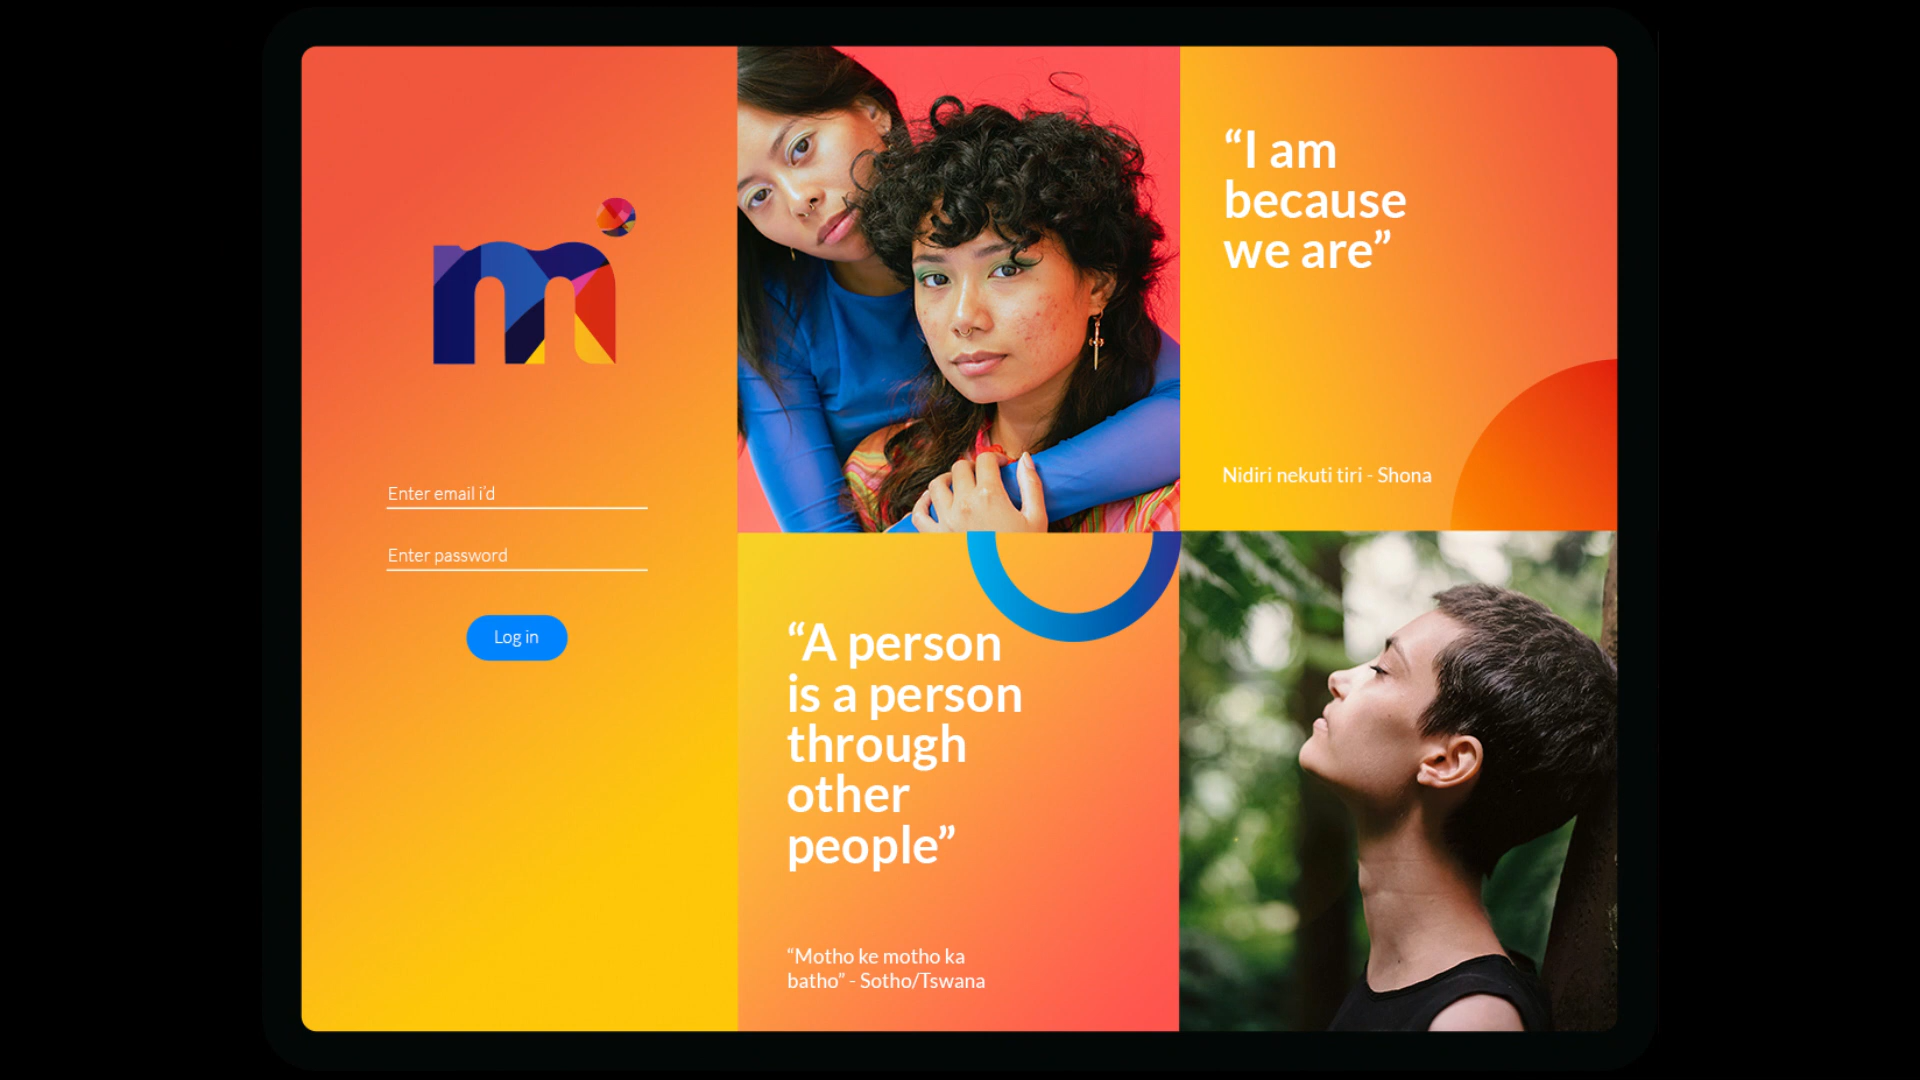 m
Enter email i'd
Enter password
Log in
“I am
because
we are”
Nidiri nekuti tiri - Shona
“A person
is a person
through
other
people”
“Motho ke motho ka
batho” - Sotho/Tswana